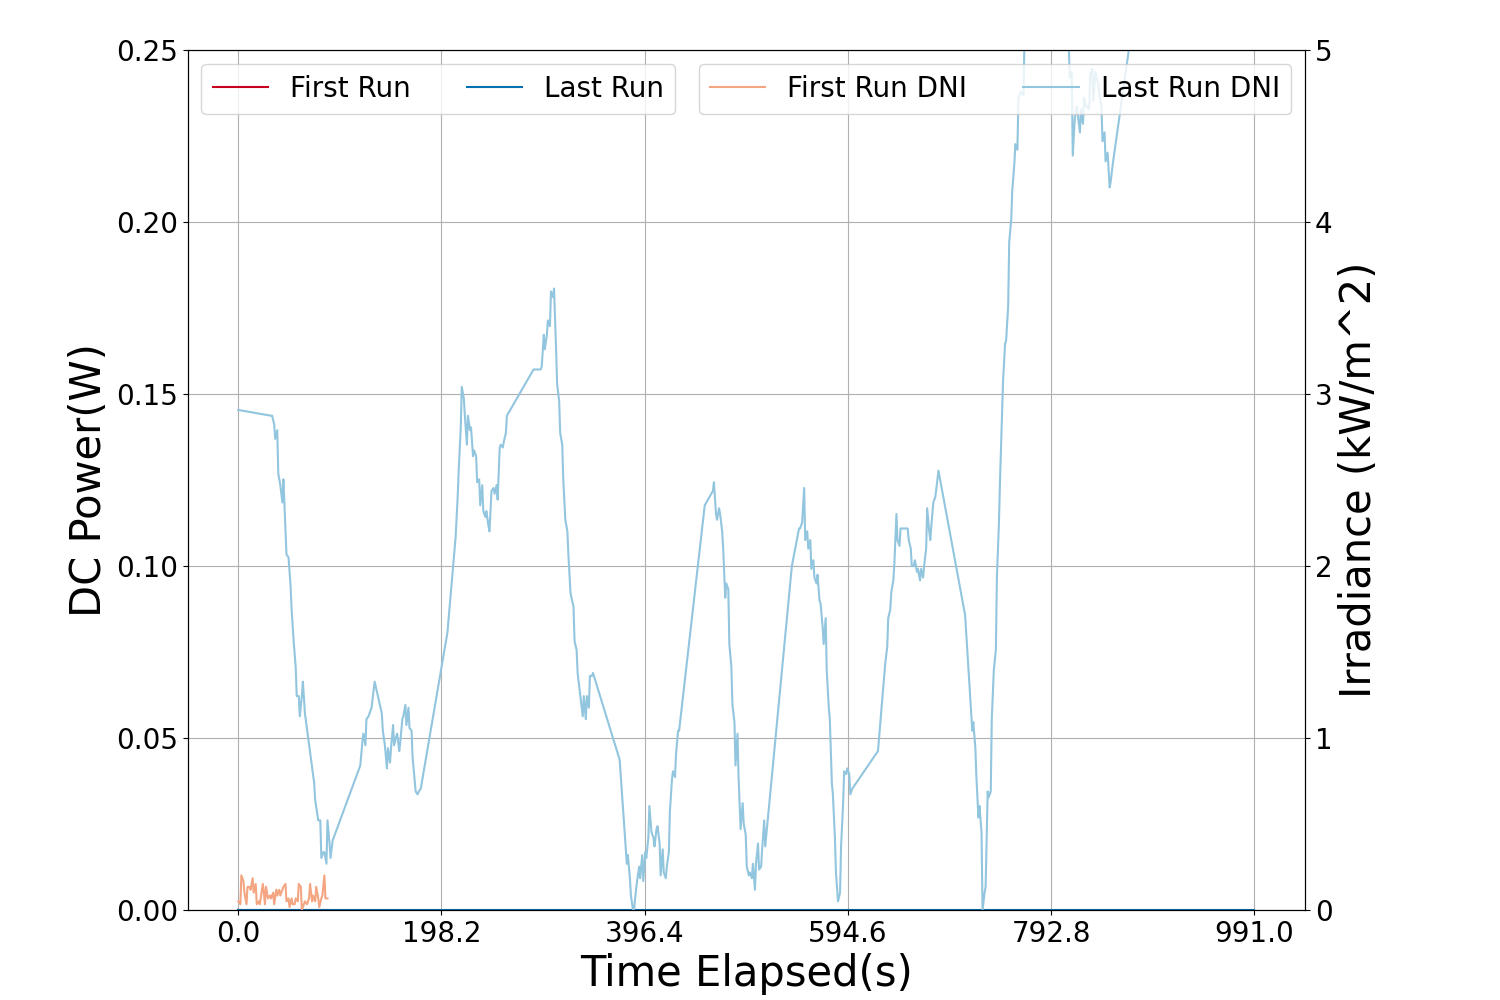 First Run
Last Run
First Run DNI
Last Run DNI
0.25
0.20
0.15
0.10
0.05
0.00
DC Power(W)
5
4
3
2
1
0
Irradiance (kW/m^2)
0.0
198.2
396.4
594.6
792.8
991.0
Time Elapsed(s)